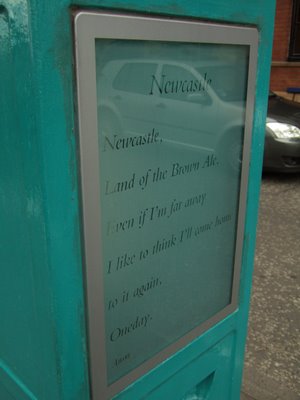 Newcastle
Newcastle,
Land of the Brown Ale,
Even if I'm far away
I like to think I'll come home
to it again,
Oneday.
Anon